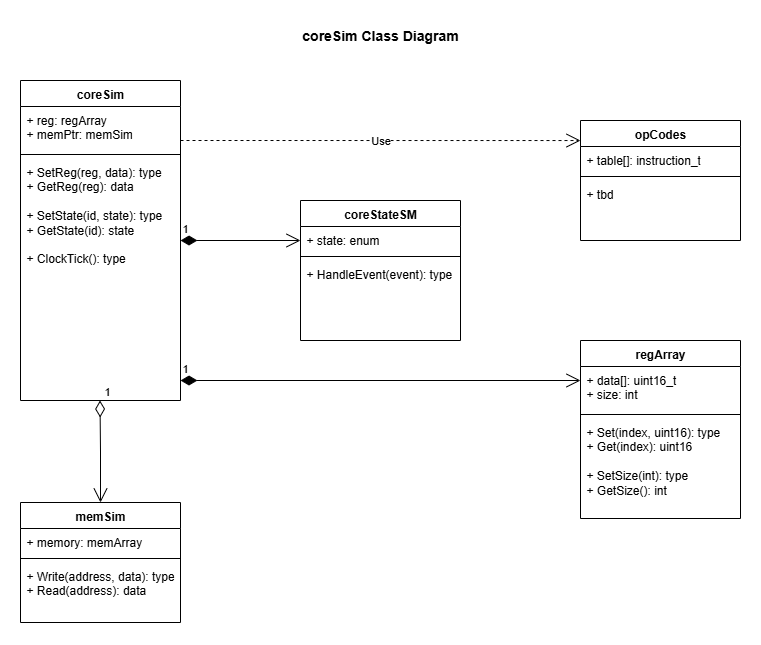 coreSim Class Diagram
coreSim
+ reg: regArray
+ memPtr: memSim
+ SetReg(reg, data): type
+ GetReg(reg): data
+ SetState(id, state): type
+ GetState(id): state
+ ClockTick(): type
Use
opCodes
+ table[]: instruction_t
+ tbd
1
coreStateSM
+ state: enum
+ HandleEvent(event): type
1
regArray
+ data[]: uint16_t
+ size: int
+ Set(index, uint16): type
+ Get(index): uint16
+ SetSize(int): type
+ GetSize(): int
1
memSim
+ memory: memArray
+ Write(address, data): type
+ Read(address): data